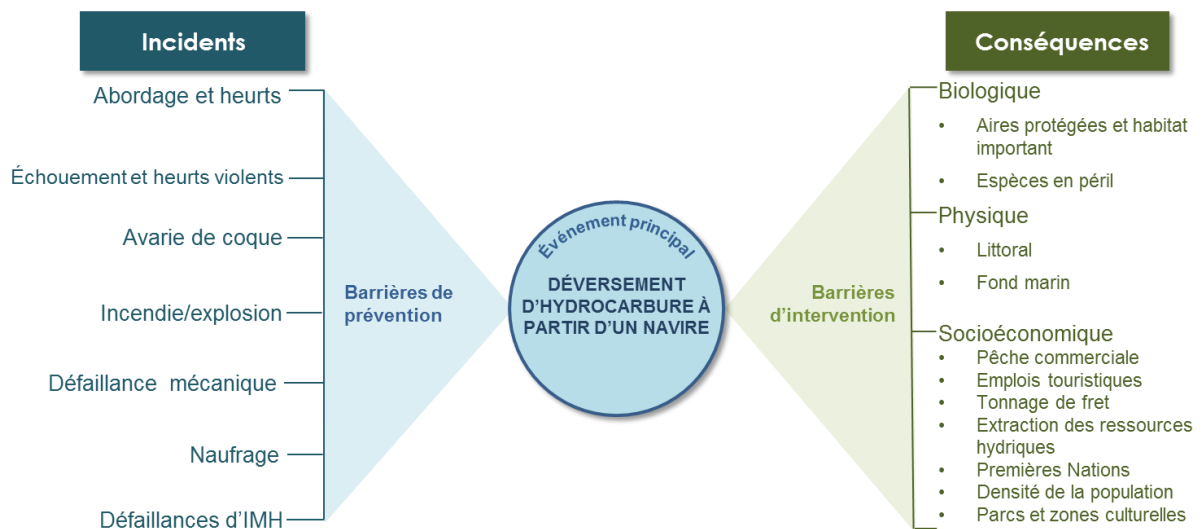 Incidents
Abordage et heurts
Échouement et heurts violents
Avarie de coque
Incendie/explosion
Défaillance mécanique
Naufrage
Défaillances d'IMH
Barrières de
prévention
Événement principal
DÉVERSEMENT
D'HYDROCARBURE À
PARTIR D'UN NAVIRE
Barrières
d'intervention
Conséquences
Biologique
• Aires protégées et habitat
important
• Espèces en péril
Physique
• Littoral
• Fond marin
Socioéconomique
• Pêche commerciale
• Emplois touristiques
• Tonnage de fret
• Extraction des ressources
hydriques
• Premières Nations
• Densité de la population
• Parcs et zones culturelles